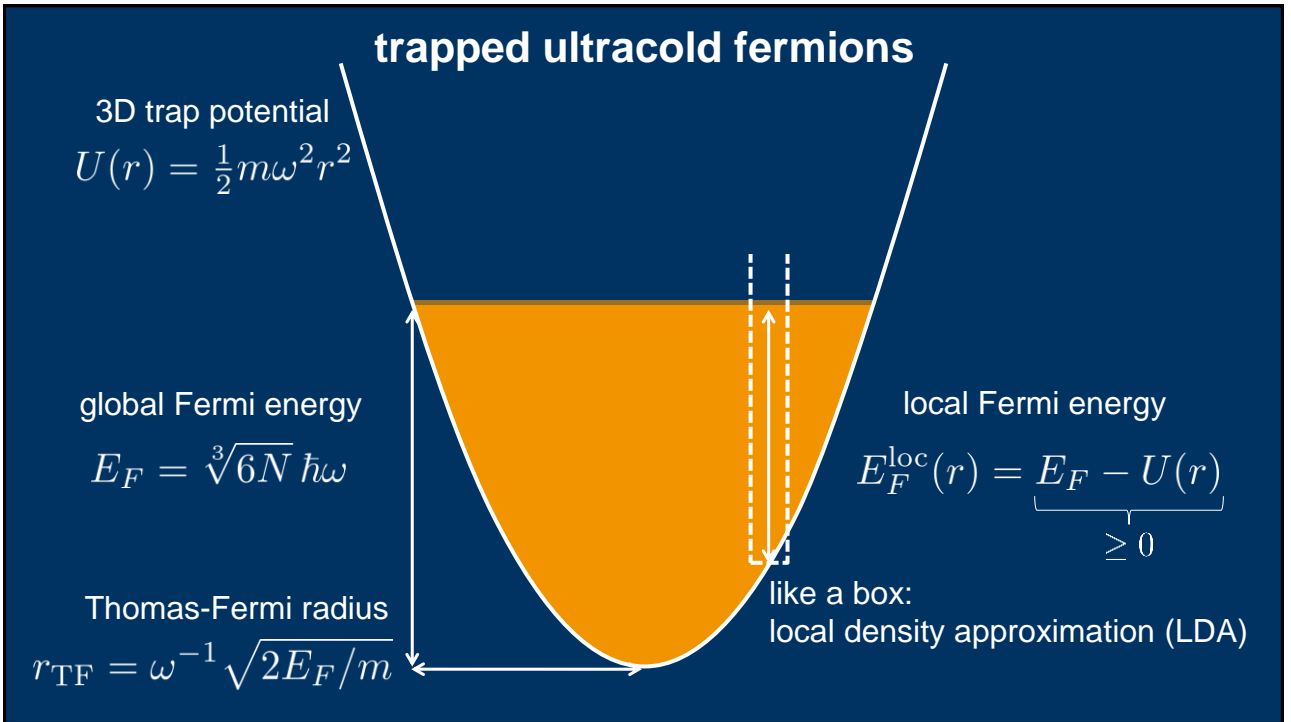 trapped ultracold fermions
3D trap potential
U(r) = ½mω²r²
global Fermi energy
E_F = ∛(6N) ħω
Thomas-Fermi radius
r_TF = ω⁻¹√(2E_F/m)
local Fermi energy
E_F^loc(r) = E_F − U(r)
≥ 0
like a box:
local density approximation (LDA)